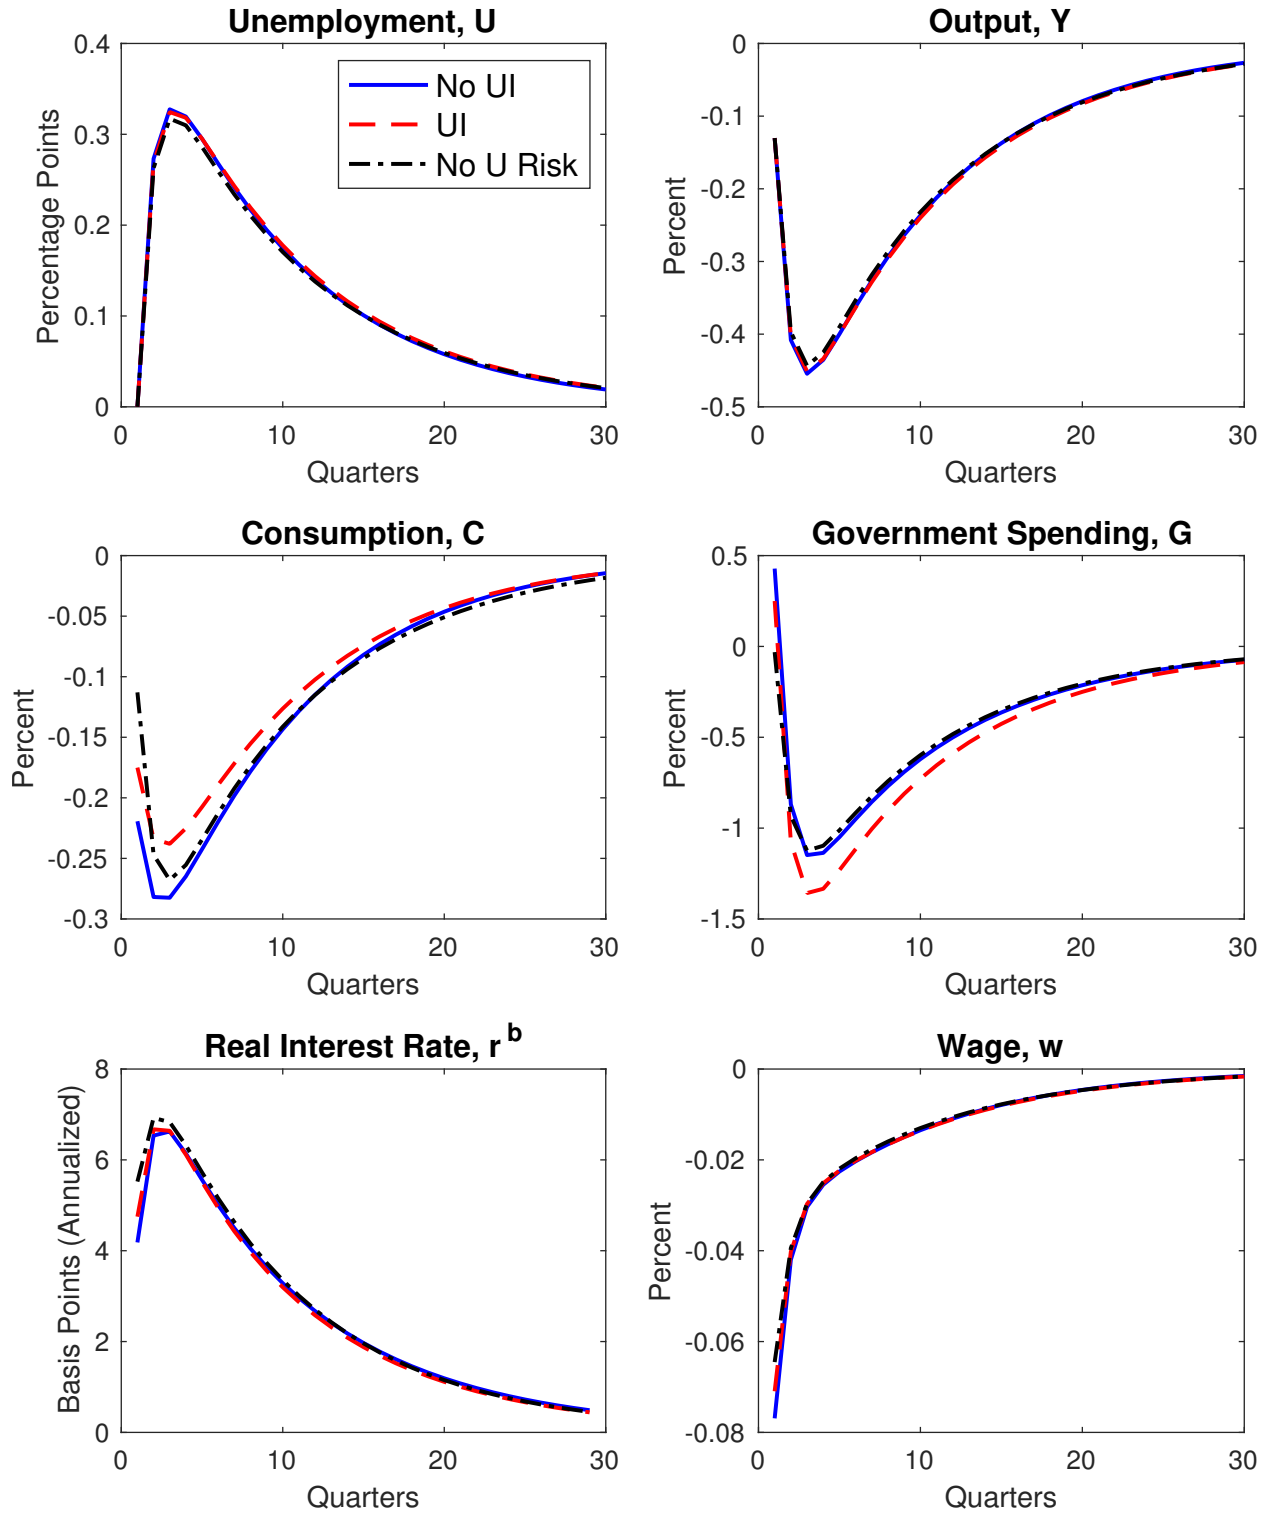 Unemployment, U
0.4
0.3
0.2
0.1
0
Percentage Points
No UI
UI
No U Risk
0
10
20
30
Quarters
Output, Y
0
-0.1
-0.2
-0.3
-0.4
-0.5
Percent
0
10
20
30
Quarters
Consumption, C
0
-0.05
-0.1
-0.15
-0.2
-0.25
-0.3
Percent
0
10
20
30
Quarters
Government Spending, G
0.5
0
-0.5
-1
-1.5
Percent
0
10
20
30
Quarters
Real Interest Rate, r b
8
6
4
2
0
Basis Points (Annualized)
0
10
20
30
Quarters
Wage, w
0
-0.02
-0.04
-0.06
-0.08
Percent
0
10
20
30
Quarters